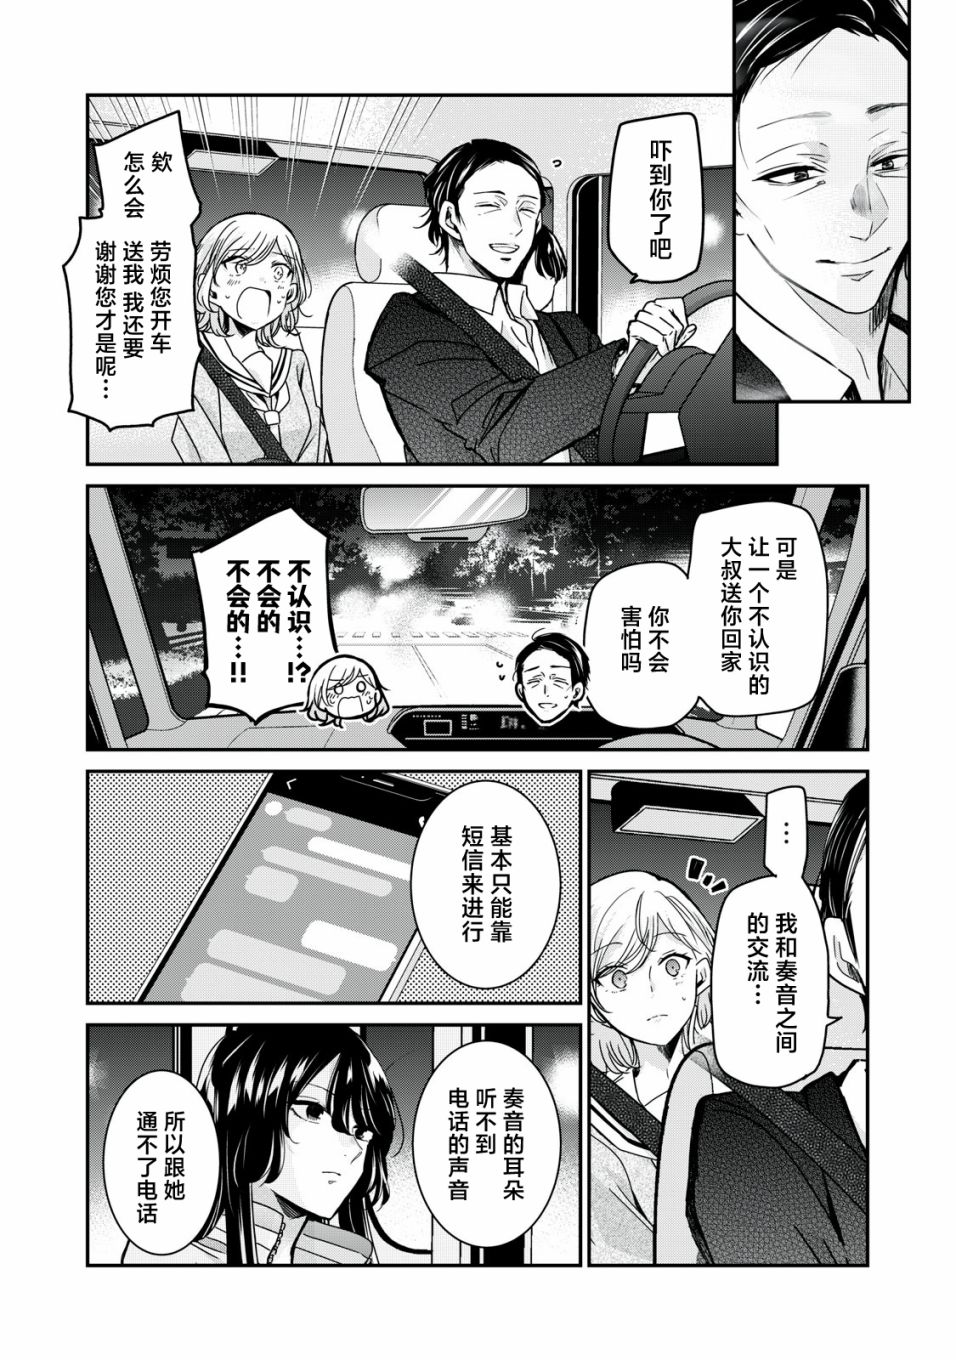 吓到你了吧
欸
怎么会
劳烦您开车
送我 我还要
谢谢您才是呢…
可是
让一个不认识的
大叔送你回家
你不会
害怕吗
不认识…!?
不会的
不会的…!!
…
我和奏音之间
的交流…
基本只能靠
短信来进行
奏音的耳朵
听不到
电话的声音
所以跟她
通不了电话